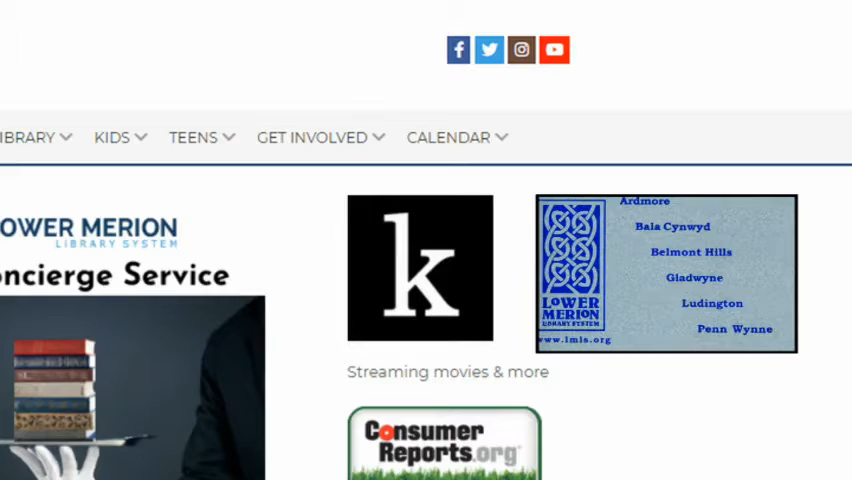 IBRARY KIDS TEENS GET INVOLVED CALENDAR
LOWER MERION
LIBRARY SYSTEM
oncierge Service
k
Streaming movies & more
Consumer
Reports.org
Ardmore
Bala Cynwyd
Belmont Hills
Gladwyne
Ludington
Penn Wynne
LOWER
MERION
LIBRARY SYSTEM
www.lmls.org